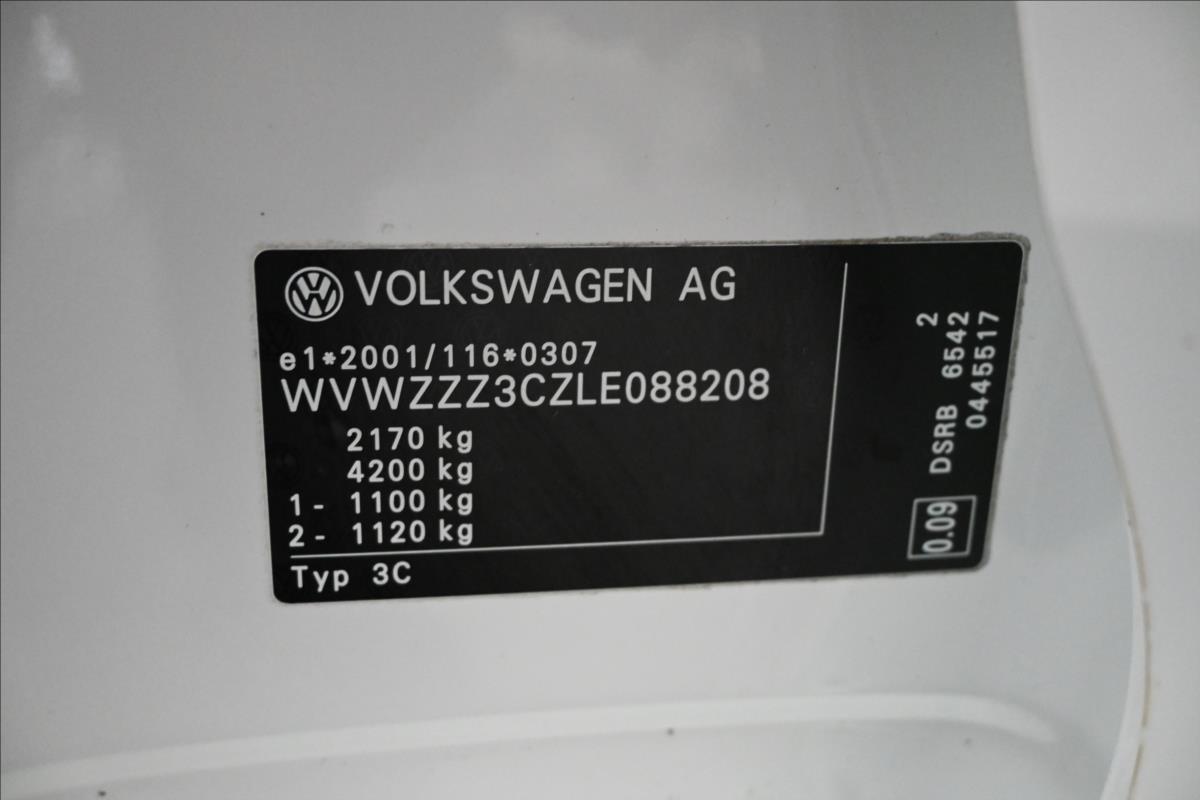 VOLKSWAGEN AG
e1*2001/116*0307
WVWZZZ3CZLE088208
2170 kg
4200 kg
1- 1100 kg
2- 1120 kg
Typ 3C
2
DSRB 6542
0445517
0.09